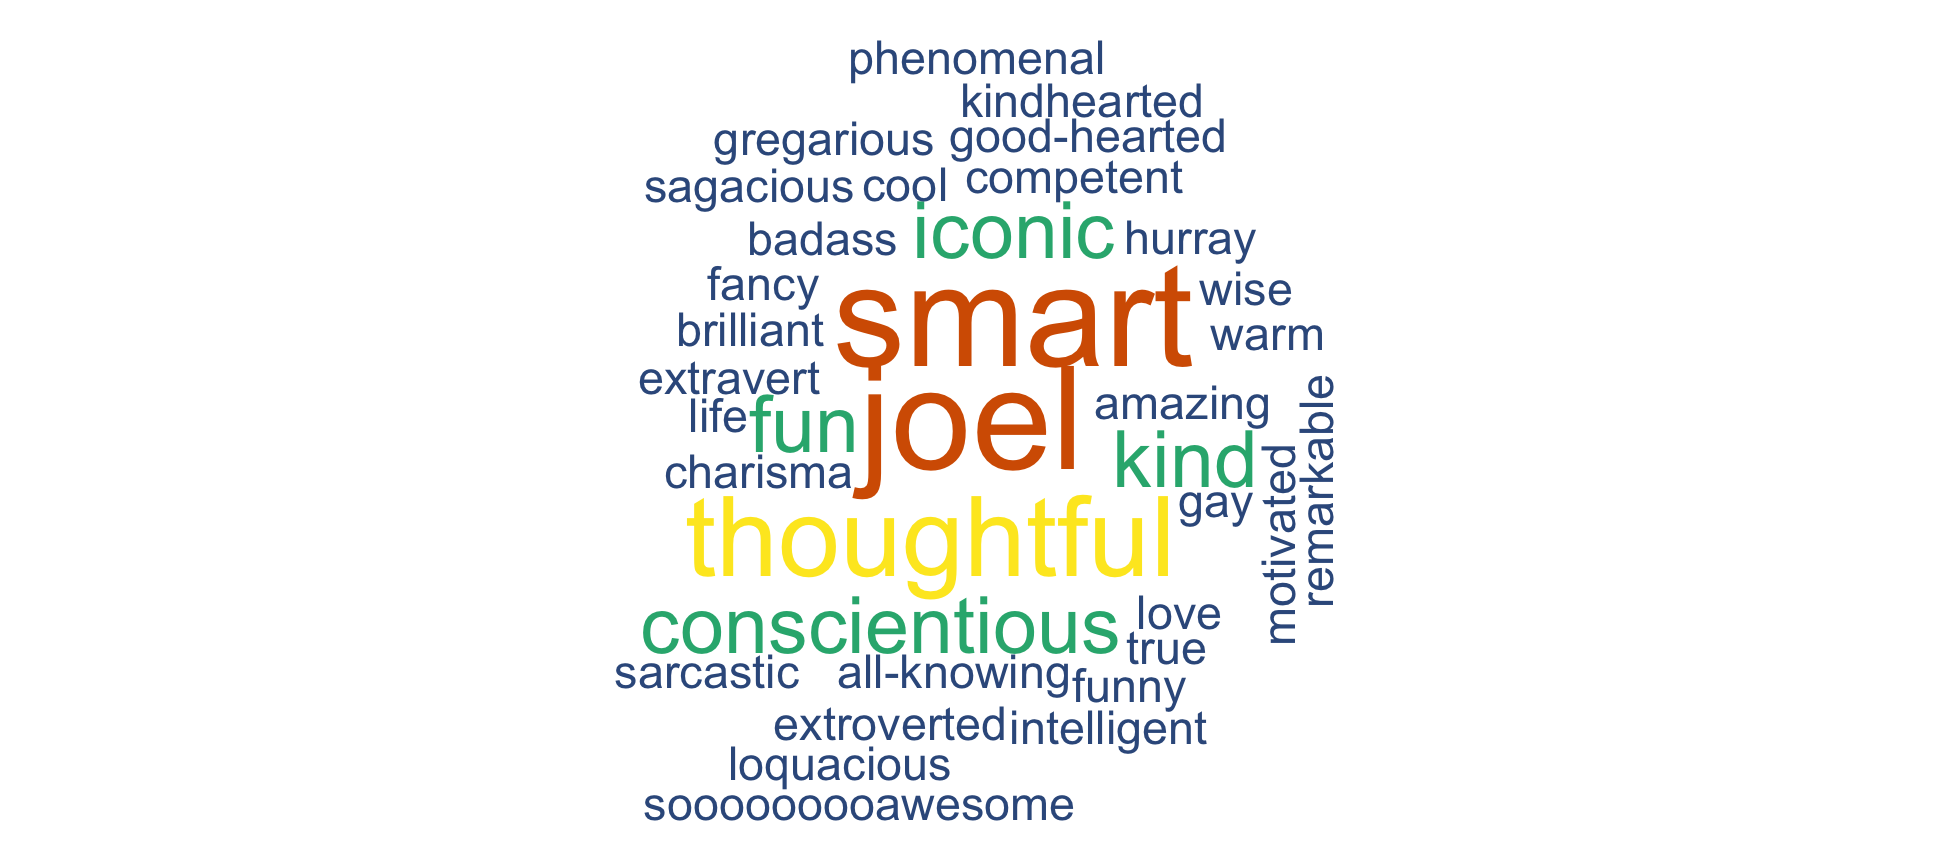 phenomenal
kindhearted
gregarious good-hearted
sagacious cool competent
badass iconic hurray
fancy smart wise
brilliant warm
extravert joel amazing
life fun kind
charisma gay
thoughtful motivated remarkable
conscientious love
true
sarcastic all-knowing funny
extroverted intelligent
loquacious
sooooooooawesome